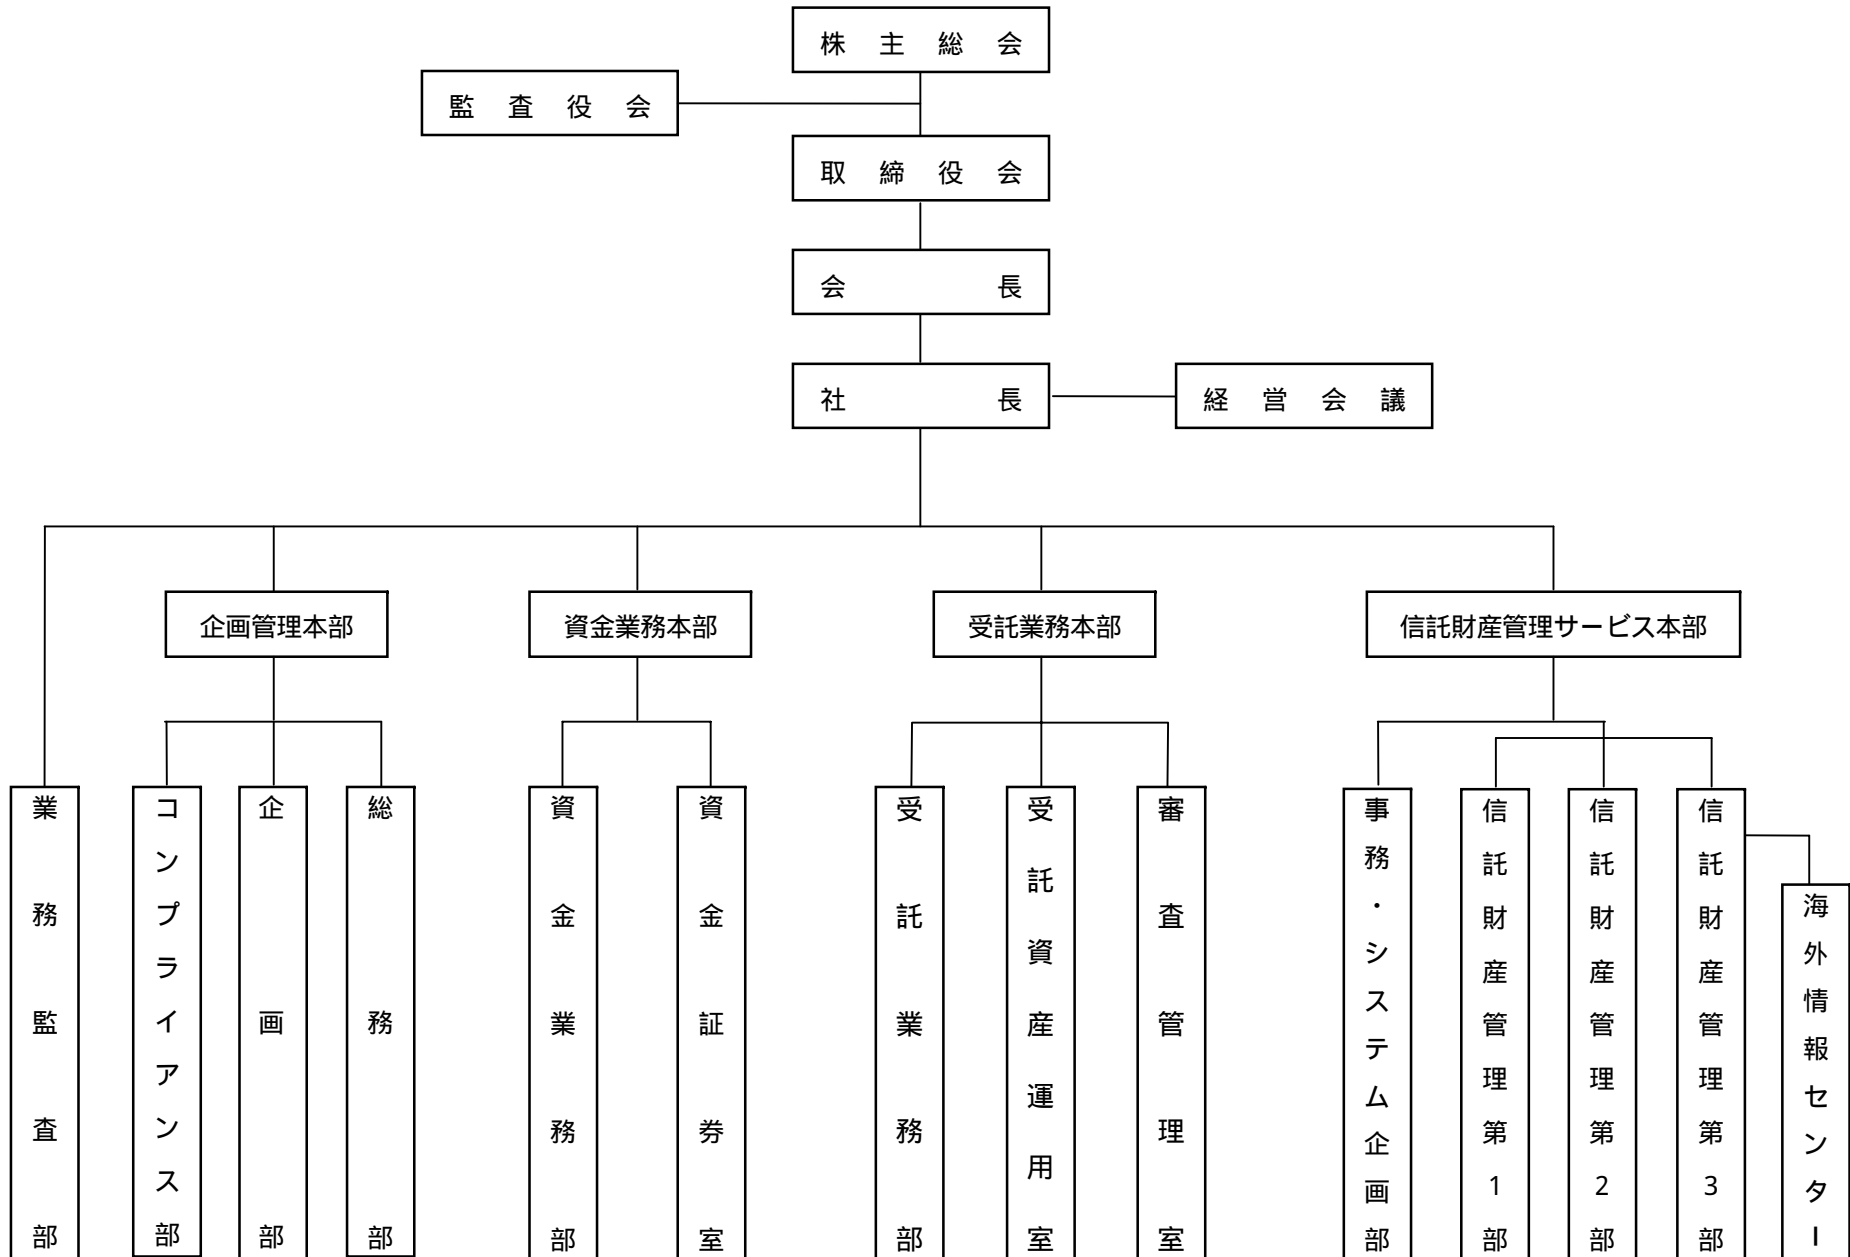 株主総会
監査役会
取締役会
会長
社長
経営会議
企画管理本部
資金業務本部
受託業務本部
信託財産管理サービス本部
業務監査部
コンプライアンス部
企画部
総務部
資金業務部
資金証券室
受託業務部
受託資産運用室
審査管理室
事務・システム企画部
信託財産管理第1部
信託財産管理第2部
信託財産管理第3部
海外情報センター